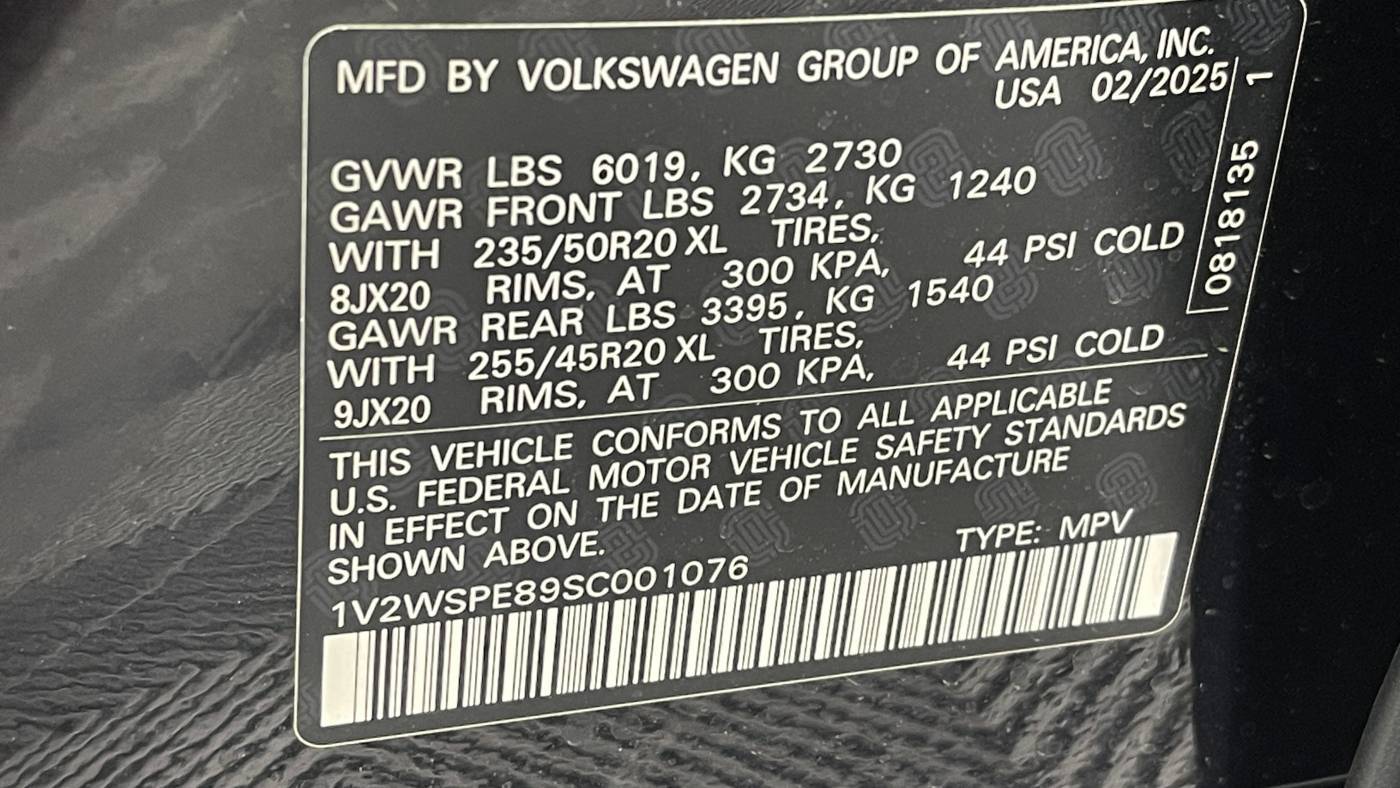 MFD BY VOLKSWAGEN GROUP OF AMERICA, INC.
USA 02/2025
GVWR LBS 6019, KG 2730
GAWR FRONT LBS 2734, KG 1240
WITH 235/50R20 XL TIRES,
8JX20 RIMS, AT 300 KPA, 44 PSI COLD
GAWR REAR LBS 3395, KG 1540
WITH 255/45R20 XL TIRES,
9JX20 RIMS, AT 300 KPA, 44 PSI COLD
THIS VEHICLE CONFORMS TO ALL APPLICABLE
U.S. FEDERAL MOTOR VEHICLE SAFETY STANDARDS
IN EFFECT ON THE DATE OF MANUFACTURE
SHOWN ABOVE.
TYPE: MPV
1V2WSPE89SC001076
0818135 1